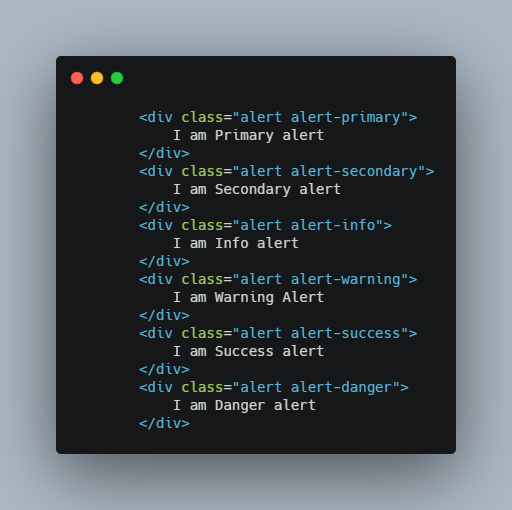 <div class="alert alert-primary">
    I am Primary alert
</div>
<div class="alert alert-secondary">
    I am Secondary alert
</div>
<div class="alert alert-info">
    I am Info alert
</div>
<div class="alert alert-warning">
    I am Warning Alert
</div>
<div class="alert alert-success">
    I am Success alert
</div>
<div class="alert alert-danger">
    I am Danger alert
</div>